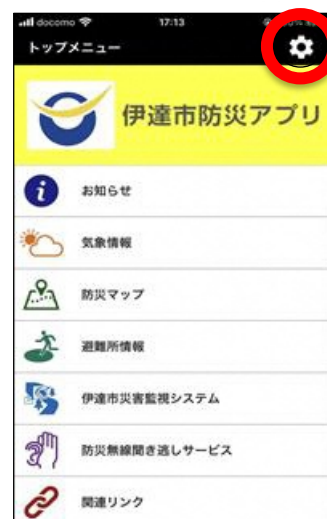 docomo 17:13
トップメニュー
伊達市防災アプリ
お知らせ
気象情報
防災マップ
避難所情報
伊達市災害監視システム
防災無線聞き逃しサービス
関連リンク